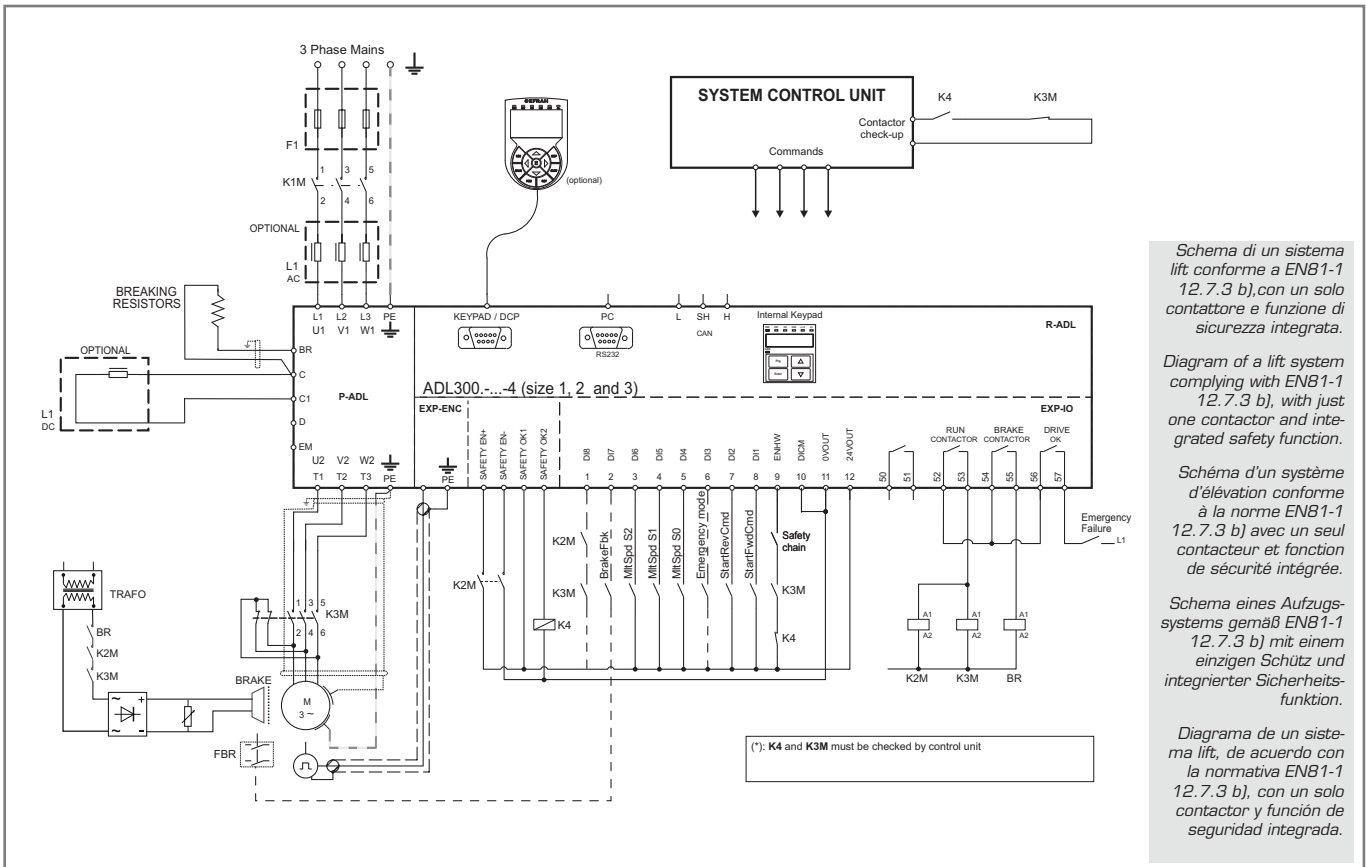 3 Phase Mains
F1
K1M
1 3 5
2 4 6
OPTIONAL
L1
AC
BREAKING
RESISTORS
OPTIONAL
L1
DC
GEFRAN
(optional)
SYSTEM CONTROL UNIT
Contactor
check-up
Commands
K4 K3M
L1 L2 L3 PE
U1 V1 W1
BR
C
C1
D
EM
P-ADL
U2 V2 W2
T1 T2 T3 PE
KEYPAD / DCP
PC
RS232
L SH H
CAN
Internal Keypad
R-ADL
ADL300.-...-4 (size 1, 2 and 3)
EXP-ENC
EXP-IO
PE
SAFETY EN+
SAFETY EN-
SAFETY OK1
SAFETY OK2
DI8
DI7
DI6
DI5
DI4
DI3
DI2
DI1
ENHW
DICM
0VOUT
24VOUT
1 2 3 4 5 6 7 8 9 10 11 12
RUN
CONTACTOR
BRAKE
CONTACTOR
DRIVE
OK
50 51 52 53 54 55 56 57
Emergency
Failure
L1
K2M
K4
K2M
K3M
BrakeFbk
MltSpd S2
MltSpd S1
MltSpd S0
Emergency mode
StartRevCmd
StartFwdCmd
Safety
chain
K3M
K4
A1 A1 A1
A2 A2 A2
K2M K3M BR
TRAFO
BR
K2M
K3M
1 3 5
K3M
2 4 6
BRAKE
M
3 ~
~ +
~ -
FBR
(*): K4 and K3M must be checked by control unit
Schema di un sistema
lift conforme a EN81-1
12.7.3 b),con un solo
contattore e funzione di
sicurezza integrata.
Diagram of a lift system
complying with EN81-1
12.7.3 b), with just
one contactor and inte-
grated safety function.
Schéma d'un système
d'élévation conforme
à la norme EN81-1
12.7.3 b) avec un seul
contacteur et fonction
de sécurité intégrée.
Schema eines Aufzugs-
systems gemäß EN81-1
12.7.3 b) mit einem
einzigen Schütz und
integrierter Sicherheits-
funktion.
Diagrama de un siste-
ma lift, de acuerdo con
la normativa EN81-1
12.7.3 b), con un solo
contactor y función de
seguridad integrada.